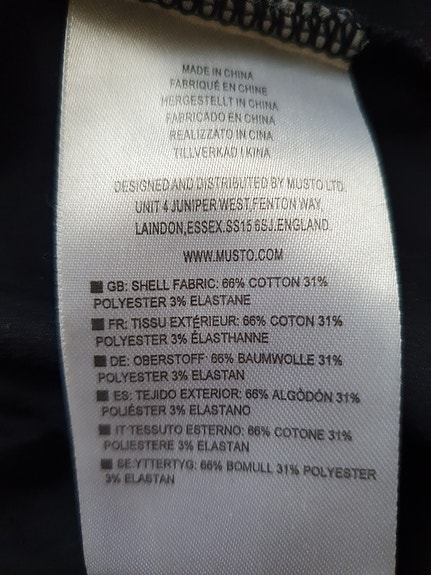 MADE IN CHINA
FABRIQUÉ EN CHINE
HERGESTELLT IN CHINA
FABRICADO EN CHINA
REALIZZATO IN CINA
TILLVERKAD I KINA
DESIGNED AND DISTRIBUTED BY MUSTO LTD.
UNIT 4 JUNIPER WEST,FENTON WAY,
LAINDON,ESSEX.SS15 6SJ.ENGLAND
WWW.MUSTO.COM
GB: SHELL FABRIC: 66% COTTON 31%
POLYESTER 3% ELASTANE
FR: TISSU EXTÉRIEUR: 66% COTON 31%
POLYESTER 3% ÉLASTHANNE
DE: OBERSTOFF: 66% BAUMWOLLE 31%
POLYESTER 3% ELASTAN
ES: TEJIDO EXTERIOR: 66% ALGÒDÓN 31%
POLIÉSTER 3% ELASTANO
IT:TESSUTO ESTERNO: 66% COTONE 31%
POLIESTERE 3% ELASTAN
SE:YTTERTYG: 66% BOMULL 31% POLYESTER
3% ELASTAN